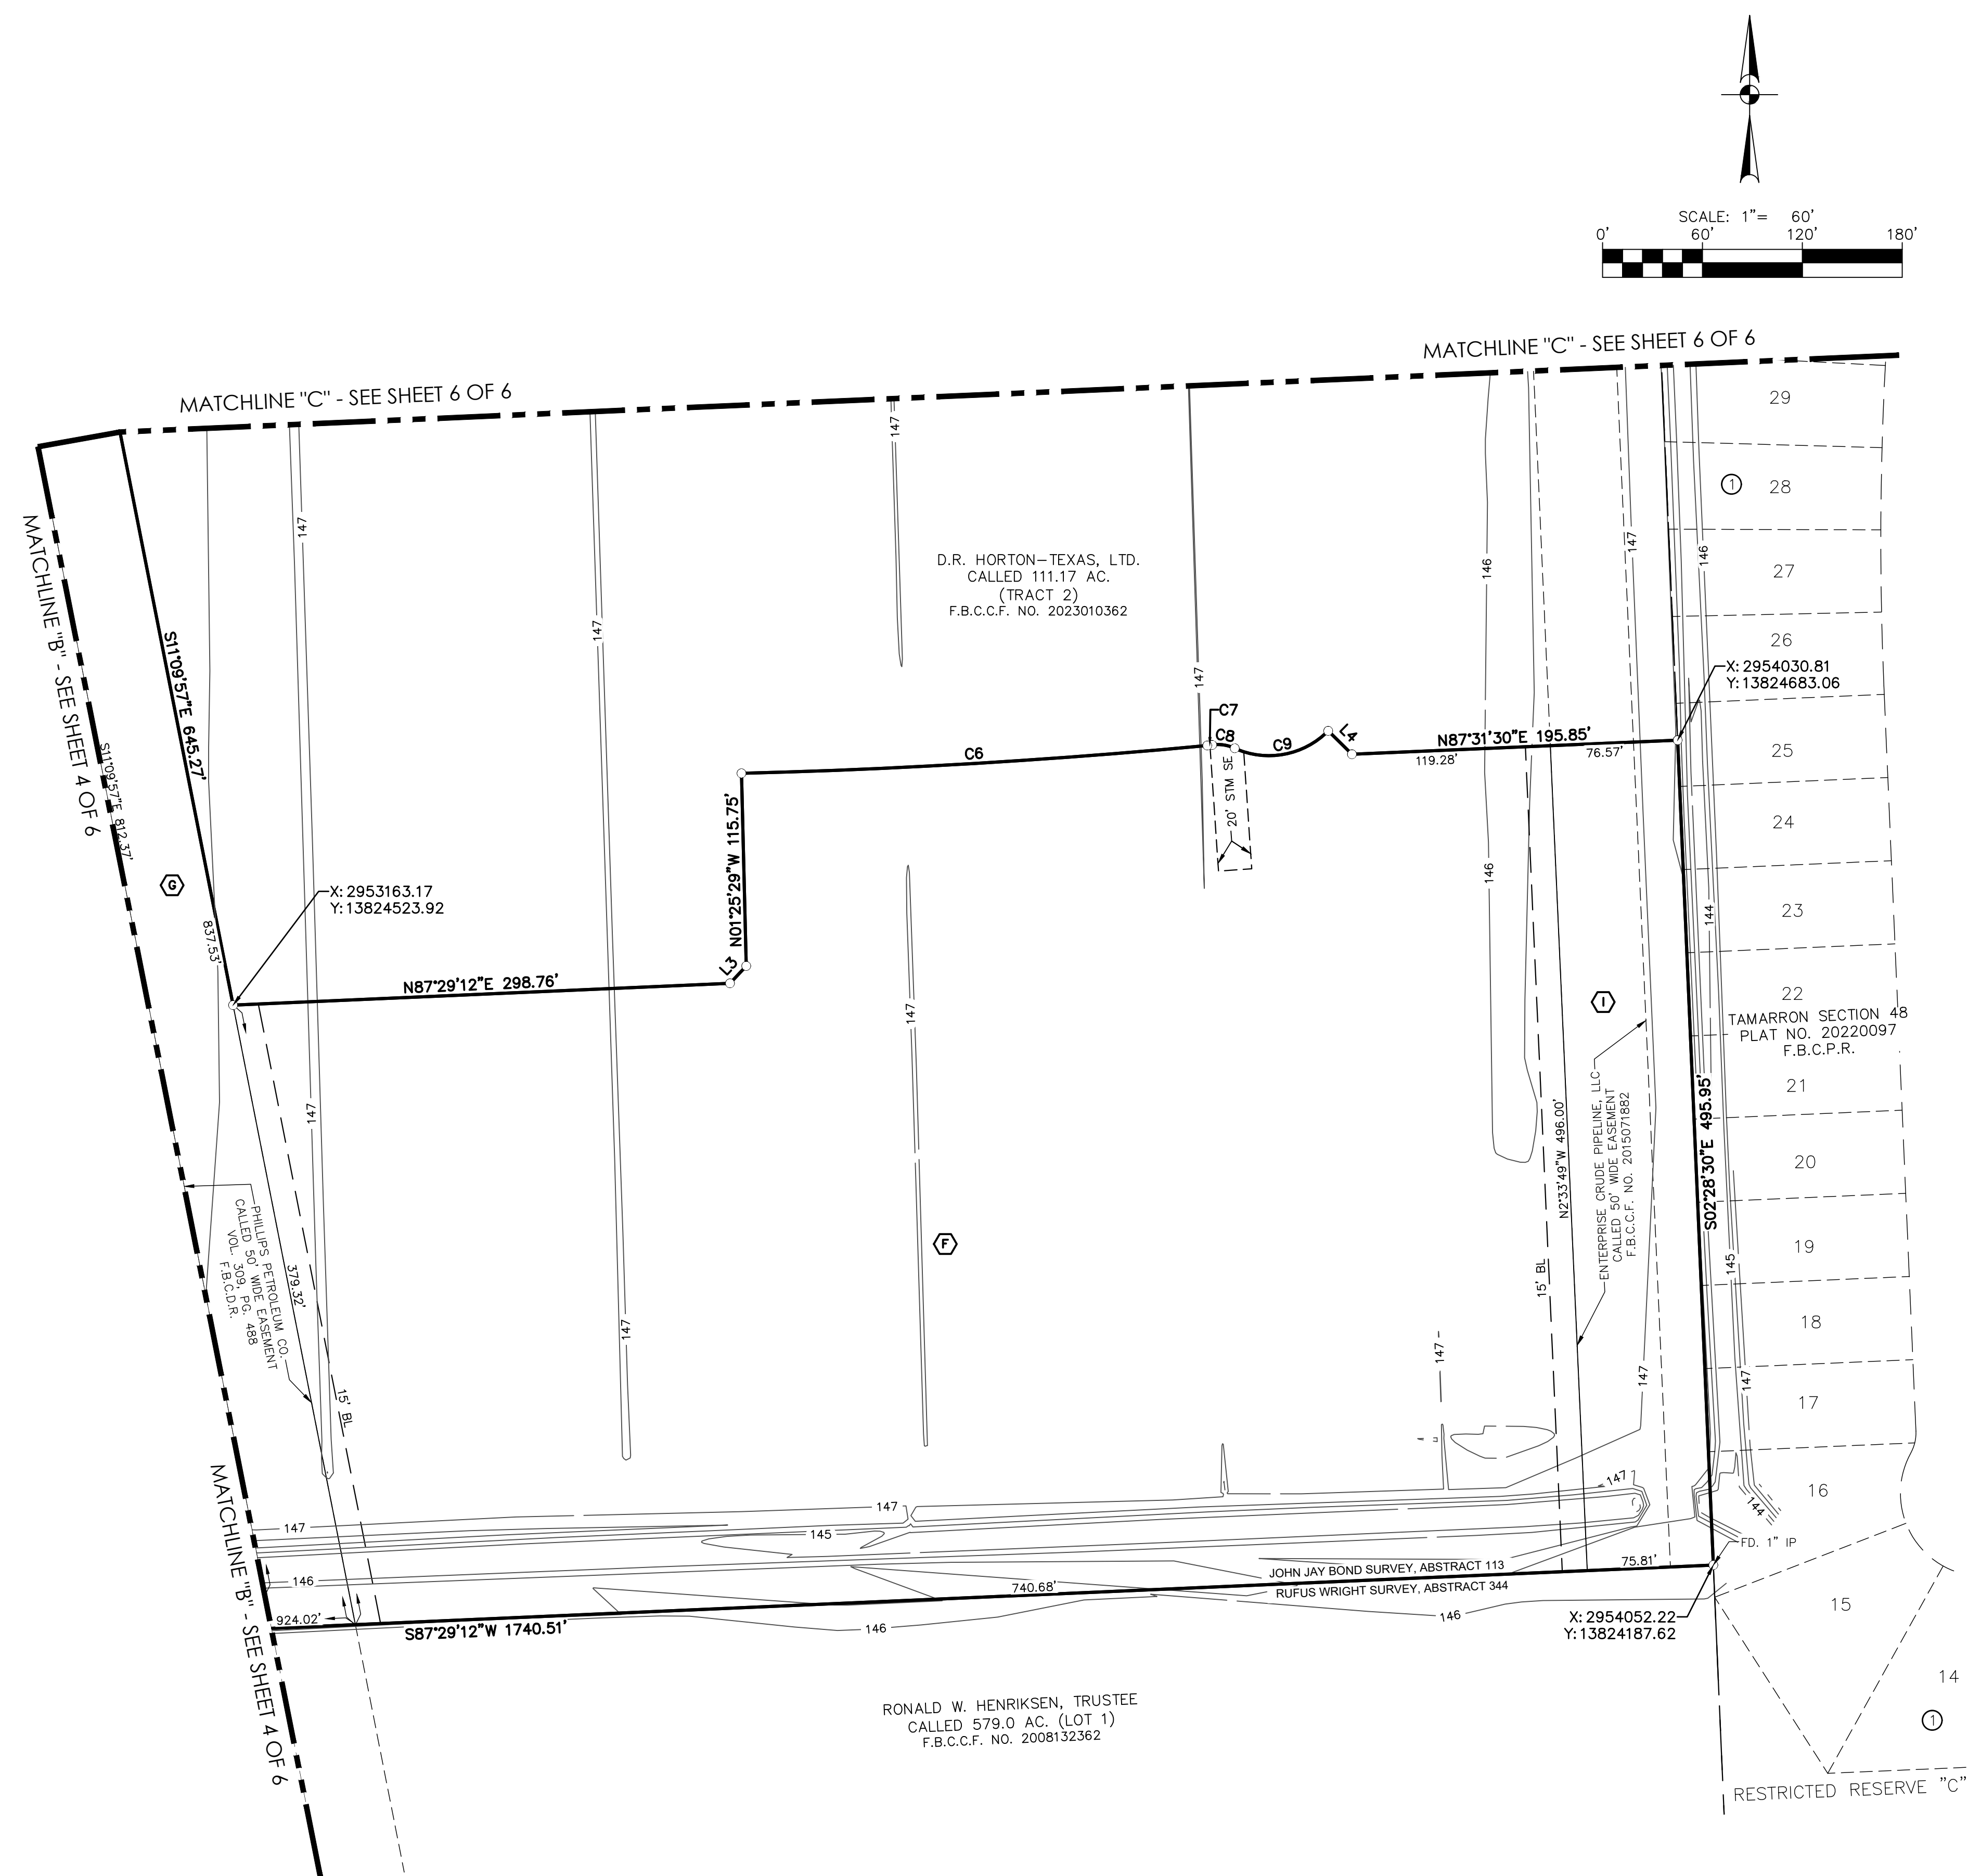 SCALE: 1"= 60'
0' 60' 120' 180'
MATCHLINE "C" - SEE SHEET 6 OF 6
MATCHLINE "C" - SEE SHEET 6 OF 6
29
1
28
27
26
25
24
23
22
21
20
19
18
17
16
15
14
1
147
147
147
147
146
147
146
D.R. HORTON-TEXAS, LTD.
CALLED 111.17 AC.
(TRACT 2)
F.B.C.C.F. NO. 2023010362
MATCHLINE "B" - SEE SHEET 4 OF 6
S11°09'57"E 645.27'
S11°09'57"E 812.37'
X: 2954030.81
Y:13824683.06
C7
C8
C9
L4
C6
N87°31'30"E 195.85'
119.28'
76.57'
20' STM SE
N01°25'29"W 115.75'
L3
N87°29'12"E 298.76'
X: 2953163.17
Y:13824523.92
G
837.53'
146
144
147
147
I
TAMARRON SECTION 48
PLAT NO. 20220097
F.B.C.P.R.
S02°28'30"E 495.95'
N2°33'49"W 496.00'
ENTERPRISE CRUDE PIPELINE, LLC
CALLED 50' WIDE EASEMENT
F.B.C.C.F. NO. 2015071882
15' BL
PHILLIPS PETROLEUM CO.
CALLED 50' WIDE EASEMENT
VOL. 309, PG. 488
F.B.C.D.R.
379.32'
F
145
147
147
147
147
15' BL
147
144
147
147
145
146
FD. 1" IP
75.81'
JOHN JAY BOND SURVEY, ABSTRACT 113
RUFUS WRIGHT SURVEY, ABSTRACT 344
740.68'
924.02'
S87°29'12"W 1740.51'
146
146
X: 2954052.22
Y:13824187.62
MATCHLINE "B" - SEE SHEET 4 OF 6
RONALD W. HENRIKSEN, TRUSTEE
CALLED 579.0 AC. (LOT 1)
F.B.C.C.F. NO. 2008132362
RESTRICTED RESERVE "C"